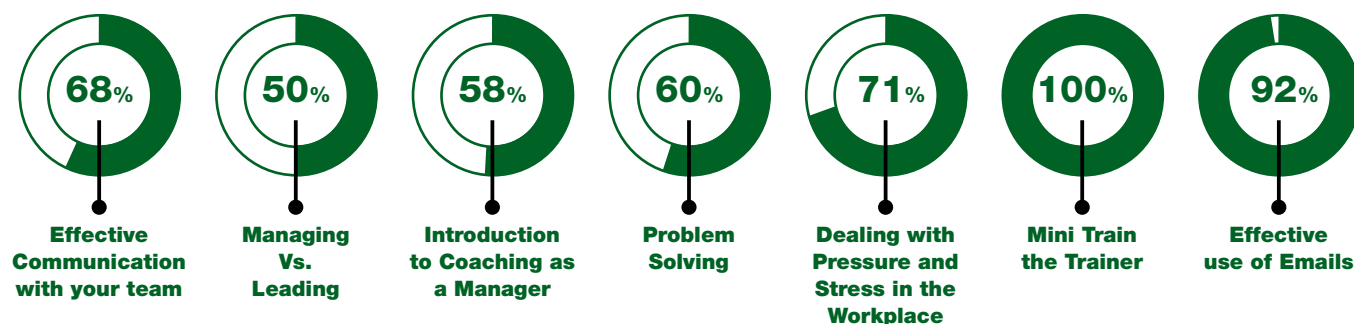 68%
50%
58%
60%
71%
100%
92%
Effective
Communication
with your team
Managing
Vs.
Leading
Introduction
to Coaching as
a Manager
Problem
Solving
Dealing with
Pressure and
Stress in the
Workplace
Mini Train
the Trainer
Effective
use of Emails